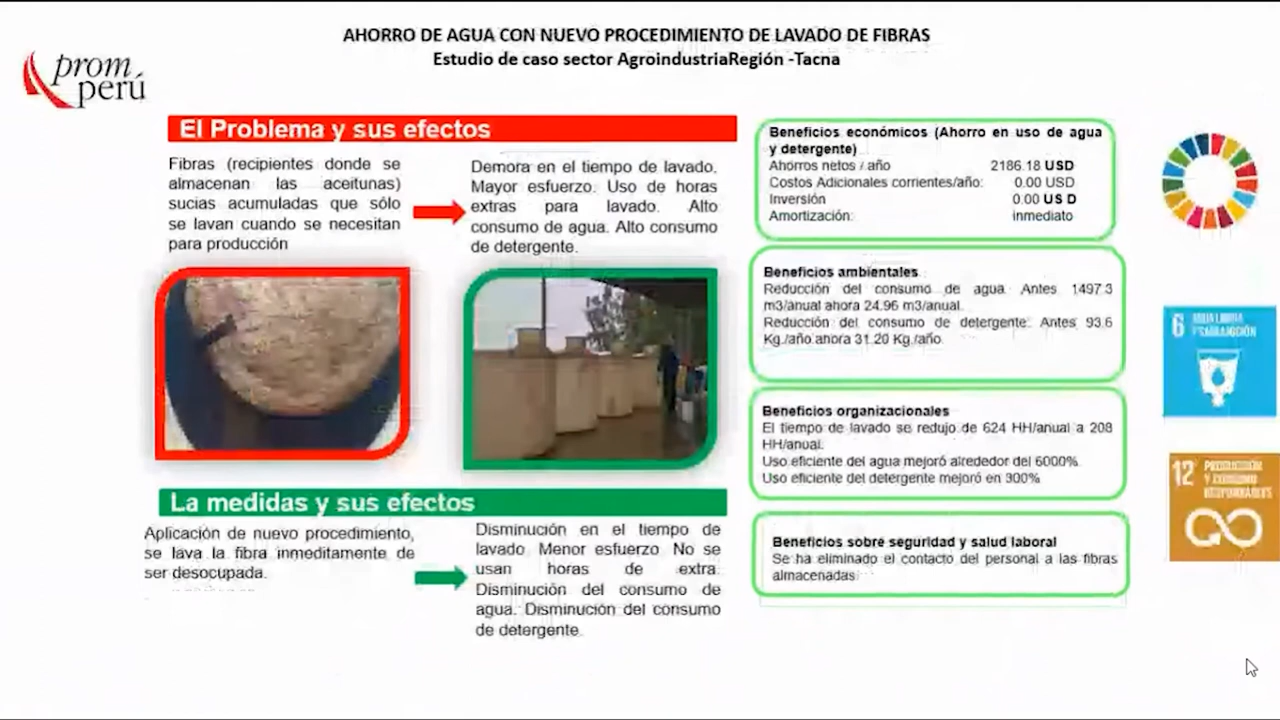 AHORRO DE AGUA CON NUEVO PROCEDIMIENTO DE LAVADO DE FIBRAS
Estudio de caso sector AgroindustriaRegión -Tacna
prom
perú
El Problema y sus efectos
Fibras (recipientes donde se
almacenan las aceitunas)
sucias acumuladas que sólo
se lavan cuando se necesitan
para producción
Demora en el tiempo de lavado.
Mayor esfuerzo. Uso de horas
extras para lavado. Alto
consumo de agua. Alto consumo
de detergente.
La medidas y sus efectos
Aplicación de nuevo procedimiento,
se lava la fibra inmeditamente de
ser desocupada.
Disminución en el tiempo de
lavado. Menor esfuerzo. No se
usan horas de extra.
Disminución del consumo de
agua. Disminución del consumo
de detergente.
Beneficios económicos (Ahorro en uso de agua
y detergente)
Ahorros netos / año 2186.18 USD
Costos Adicionales corrientes/año: 0.00 USD
Inversión 0.00 US D
Amortización: inmediato
Beneficios ambientales
Reducción del consumo de agua. Antes 1497.3
m3/anual ahora 24.96 m3/anual.
Reducción del consumo de detergente. Antes 93.6
Kg./año ahora 31.20 Kg./año.
Beneficios organizacionales
El tiempo de lavado se redujo de 624 HH/anual a 208
HH/anual.
Uso eficiente del agua mejoró alrededor del 6000%.
Uso eficiente del detergente mejoró en 300%
Beneficios sobre seguridad y salud laboral
Se ha eliminado el contacto del personal a las fibras
almacenadas.
6 AGUA LIMPIA
Y SANEAMIENTO
12 PRODUCCIÓN
Y CONSUMO
RESPONSABLES